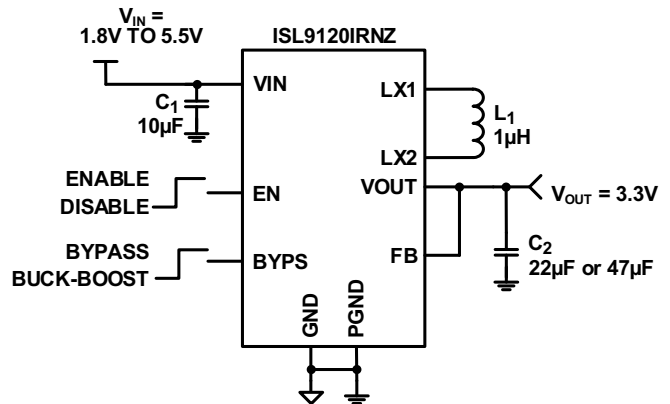 V_IN =
1.8V TO 5.5V
ISL9120IRNZ
VIN
LX1
C1
10µF
L1
1µH
LX2
ENABLE
DISABLE
EN
VOUT
V_OUT = 3.3V
BYPASS
BUCK-BOOST
BYPS
FB
C2
22µF or 47µF
GND
PGND